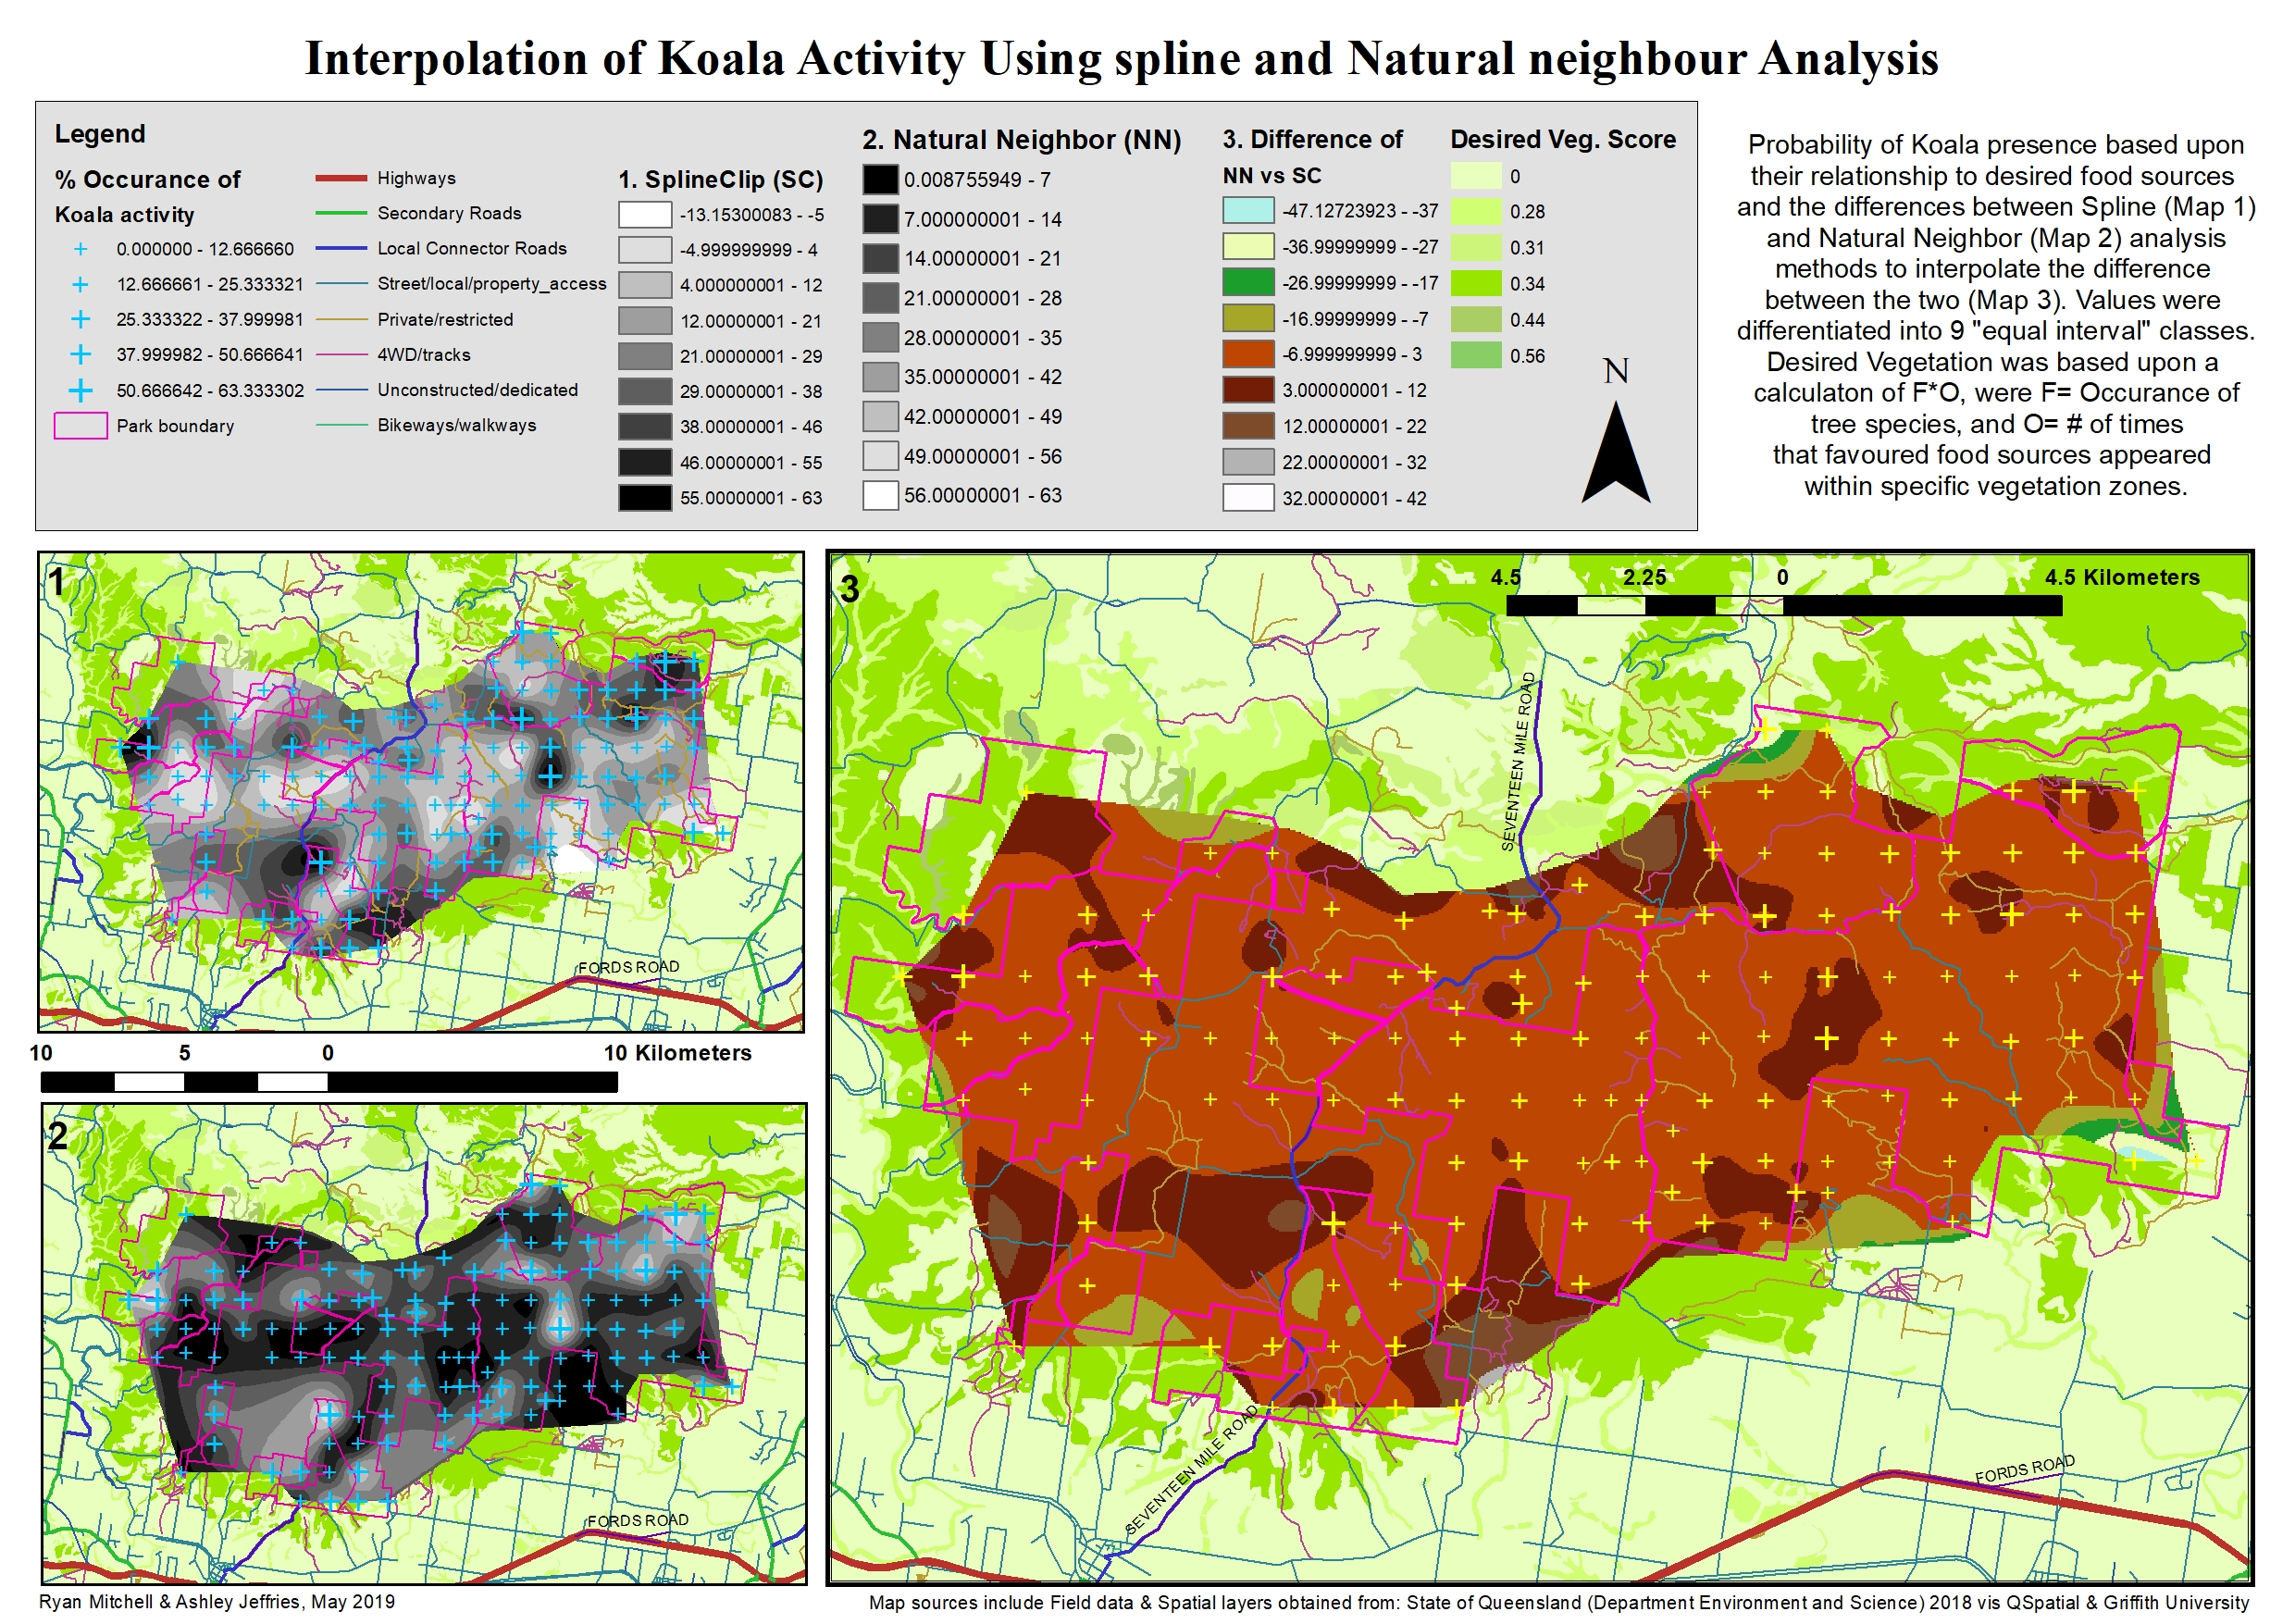 Interpolation of Koala Activity Using spline and Natural neighbour Analysis
Legend
% Occurance of
Koala activity
0.000000 - 12.666660
12.666661 - 25.333321
25.333322 - 37.999981
37.999982 - 50.666641
50.666642 - 63.333302
Park boundary
Highways
Secondary Roads
Local Connector Roads
Street/local/property_access
Private/restricted
4WD/tracks
Unconstructed/dedicated
Bikeways/walkways
1. SplineClip (SC)
-13.15300083 - -5
-4.999999999 - 4
4.000000001 - 12
12.00000001 - 21
21.00000001 - 29
29.00000001 - 38
38.00000001 - 46
46.00000001 - 55
55.00000001 - 63
2. Natural Neighbor (NN)
0.008755949 - 7
7.000000001 - 14
14.00000001 - 21
21.00000001 - 28
28.00000001 - 35
35.00000001 - 42
42.00000001 - 49
49.00000001 - 56
56.00000001 - 63
3. Difference of
NN vs SC
-47.12723923 - -37
-36.99999999 - -27
-26.99999999 - -17
-16.99999999 - -7
-6.999999999 - 3
3.000000001 - 12
12.00000001 - 22
22.00000001 - 32
32.00000001 - 42
Desired Veg. Score
0
0.28
0.31
0.34
0.44
0.56
N
Probability of Koala presence based upon
their relationship to desired food sources
and the differences between Spline (Map 1)
and Natural Neighbor (Map 2) analysis
methods to interpolate the difference
between the two (Map 3). Values were
differentiated into 9 "equal interval" classes.
Desired Vegetation was based upon a
calculaton of F*O, were F= Occurance of
tree species, and O= # of times
that favoured food sources appeared
within specific vegetation zones.
1
FORDS ROAD
10 5 0 10 Kilometers
2
FORDS ROAD
3
4.5 2.25 0 4.5 Kilometers
SEVENTEEN MILE ROAD
SEVENTEEN MILE ROAD
FORDS ROAD
Ryan Mitchell & Ashley Jeffries, May 2019
Map sources include Field data & Spatial layers obtained from: State of Queensland (Department Environment and Science) 2018 vis QSpatial & Griffith University